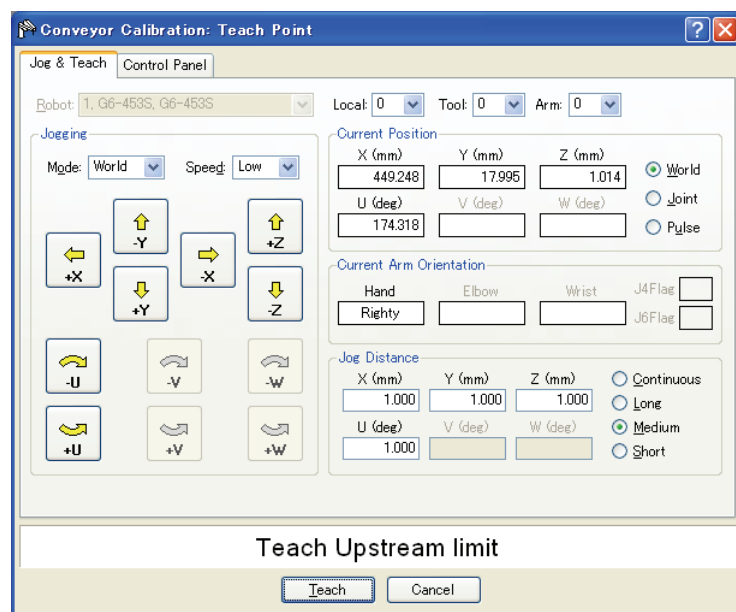 Conveyor Calibration: Teach Point
Jog & Teach Control Panel
Robot: 1, G6-453S, G6-453S Local: 0 Tool: 0 Arm: 0
Jogging
Mode: World Speed: Low
-Y
+Z
+X
-X
+Y
-Z
-U -V -W
+U +V +W
Current Position
X (mm) Y (mm) Z (mm)
449.248 17.995 1.014
World
U (deg) V (deg) W (deg)
Joint
174.318
Pulse
Current Arm Orientation
Hand Elbow Wrist J4Flag
Righty J6Flag
Jog Distance
X (mm) Y (mm) Z (mm) Continuous
1.000 1.000 1.000 Long
U (deg) V (deg) W (deg) Medium
1.000 Short
Teach Upstream limit
Teach Cancel